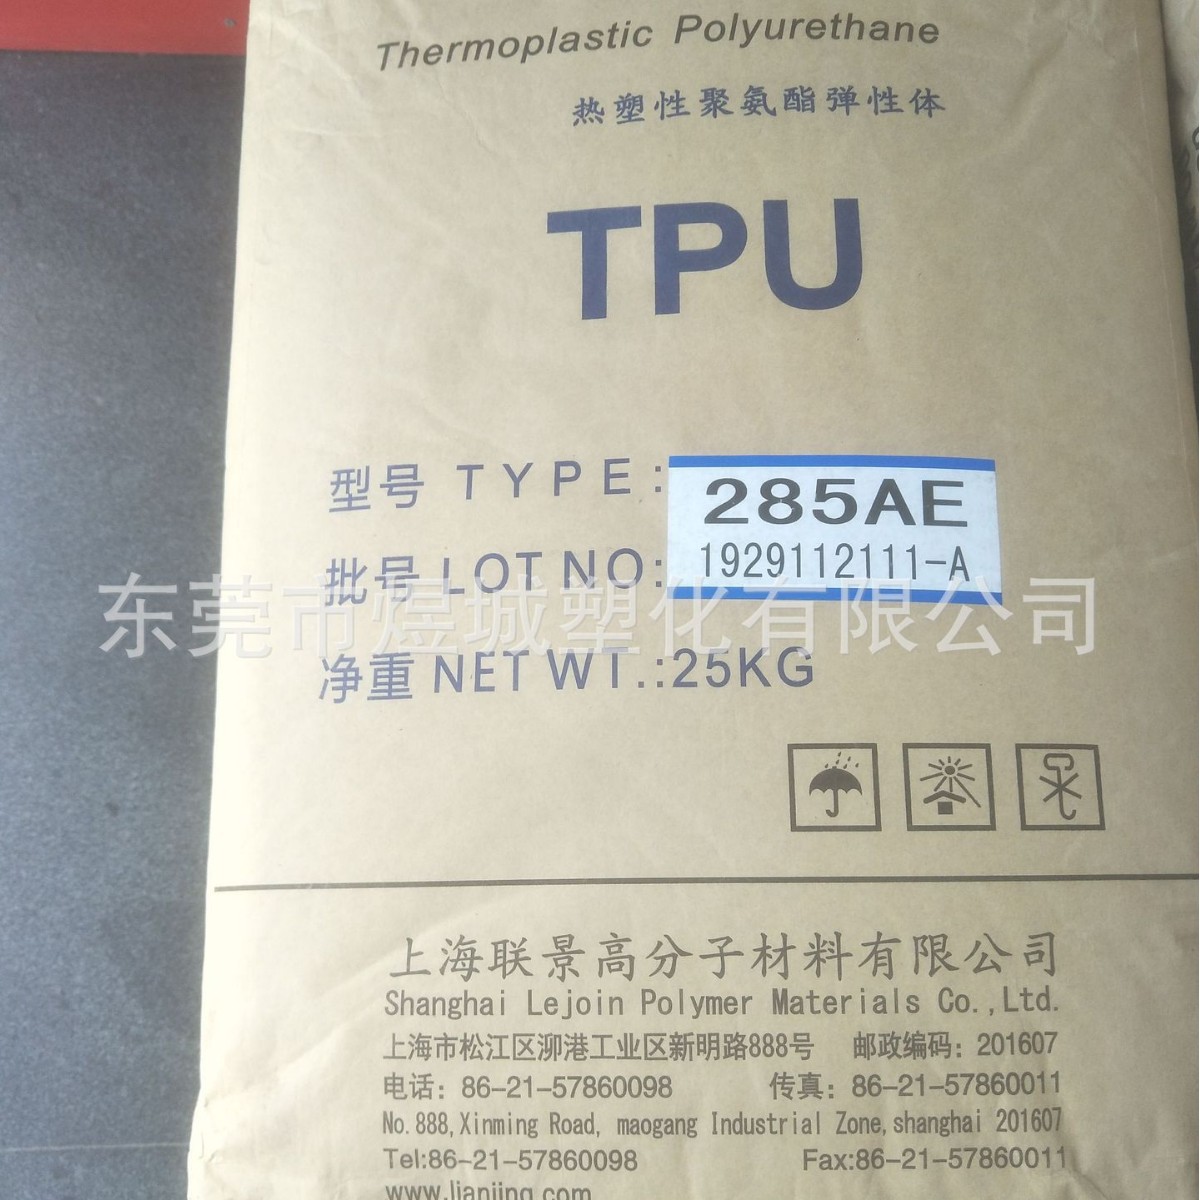 Thermoplastic Polyurethane
热塑性聚氨酯弹性体
TPU
型号 TYPE: 285AE
批号 LOT NO: 1929112111-A
东莞市煜城塑化有限公司
净重 NET WT.:25KG
上海联景高分子材料有限公司
Shanghai Lejoin Polymer Materials Co.,Ltd.
上海市松江区泖港工业区新明路888号 邮政编码: 201607
电话: 86-21-57860098 传真: 86-21-57860011
No.888,Xinming Road, maogang Industrial Zone,shanghai 201607
Tel:86-21-57860098 Fax:86-21-57860011
www.lianjing.com